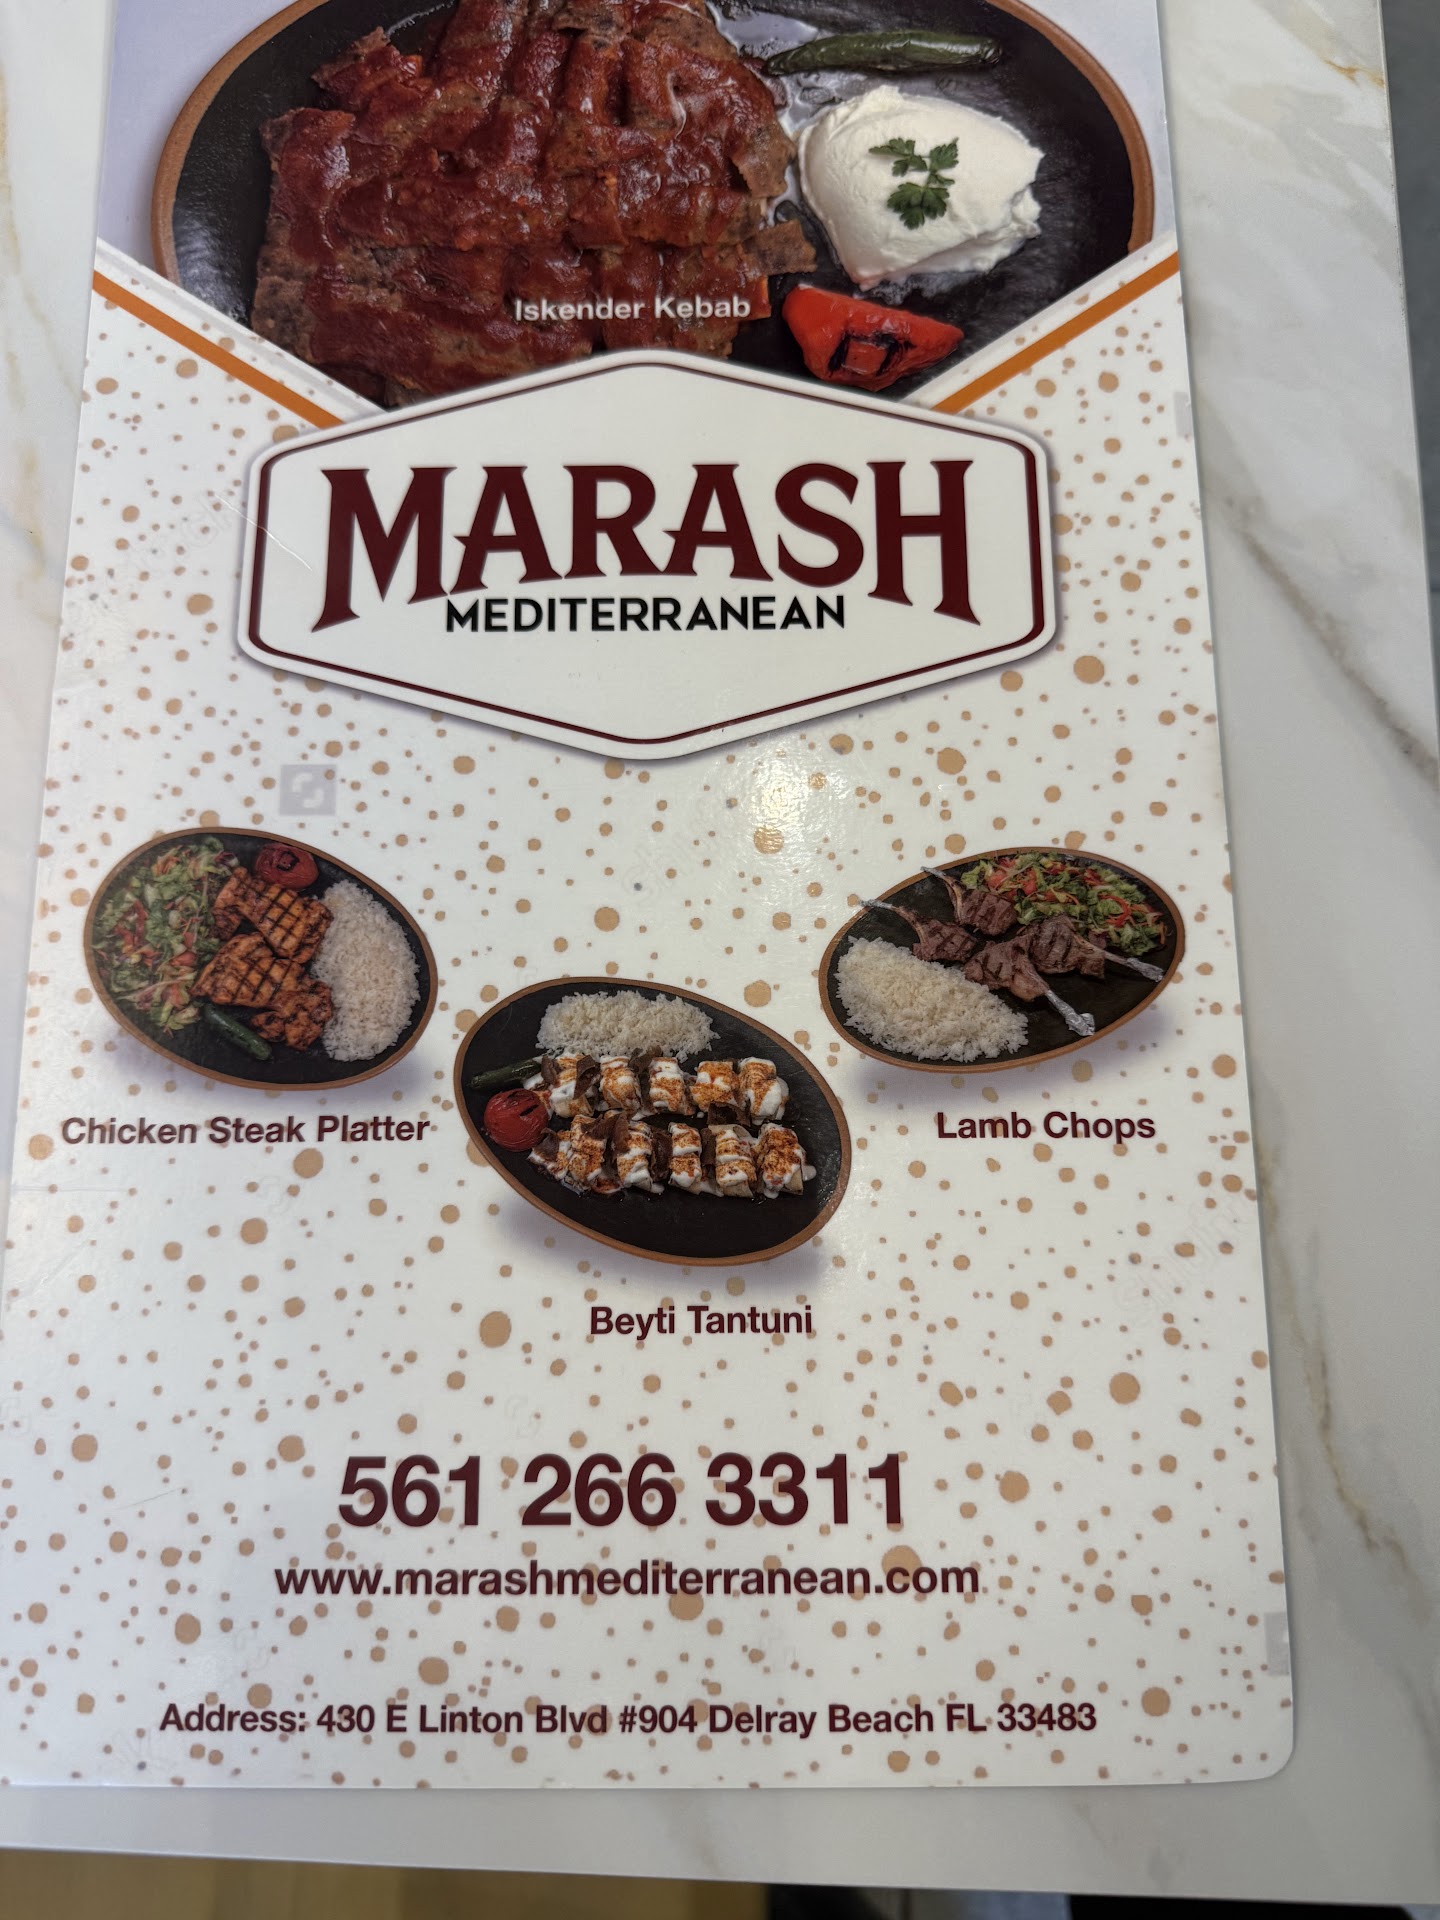 Iskender Kebab
MARASH
MEDITERRANEAN
Chicken Steak Platter
Lamb Chops
Beyti Tantuni
561 266 3311
www.marashmediterranean.com
Address: 430 E Linton Blvd #904 Delray Beach FL 33483